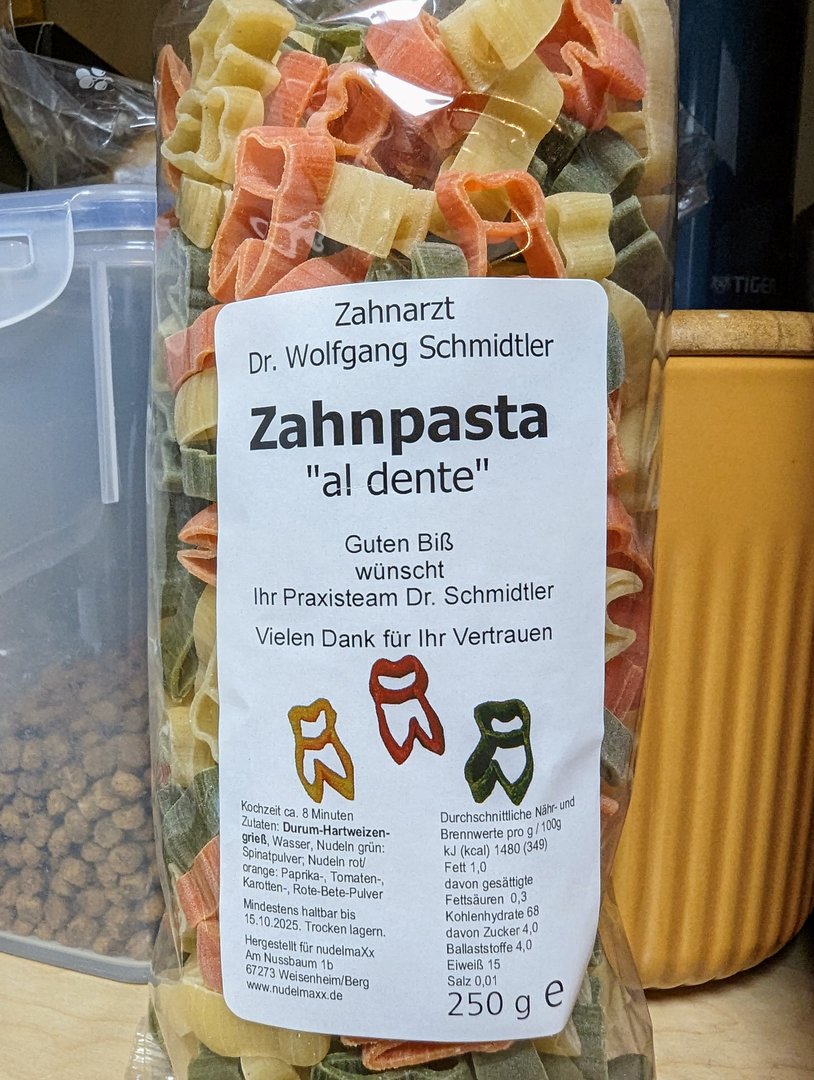 TIGER
Zahnarzt
Dr. Wolfgang Schmidtler
Zahnpasta
"al dente"
Guten Biß
wünscht
Ihr Praxisteam Dr. Schmidtler
Vielen Dank für Ihr Vertrauen
Kochzeit ca. 8 Minuten
Zutaten: Durum-Hartweizen-
grieß, Wasser, Nudeln grün:
Spinatpulver; Nudeln rot/
orange: Paprika-, Tomaten-,
Karotten-, Rote-Bete-Pulver
Mindestens haltbar bis
15.10.2025. Trocken lagern.
Hergestellt für nudelmaXx
Am Nussbaum 1b
67273 Weisenheim/Berg
www.nudelmaxx.de
Durchschnittliche Nähr- und
Brennwerte pro g / 100g
kJ (kcal) 1480 (349)
Fett 1,0
davon gesättigte
Fettsäuren 0,3
Kohlenhydrate 68
davon Zucker 4,0
Ballaststoffe 4,0
Eiweiß 15
Salz 0,01
250 g e